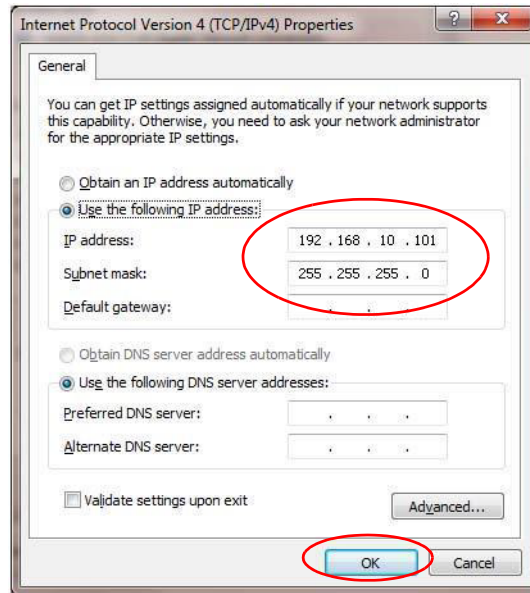 Internet Protocol Version 4 (TCP/IPv4) Properties
?
X
General
You can get IP settings assigned automatically if your network supports
this capability. Otherwise, you need to ask your network administrator
for the appropriate IP settings.
Obtain an IP address automatically
Use the following IP address:
IP address: 192 . 168 . 10 . 101
Subnet mask: 255 . 255 . 255 . 0
Default gateway: . . .
Obtain DNS server address automatically
Use the following DNS server addresses:
Preferred DNS server: . . .
Alternate DNS server: . . .
Validate settings upon exit
Advanced...
OK Cancel